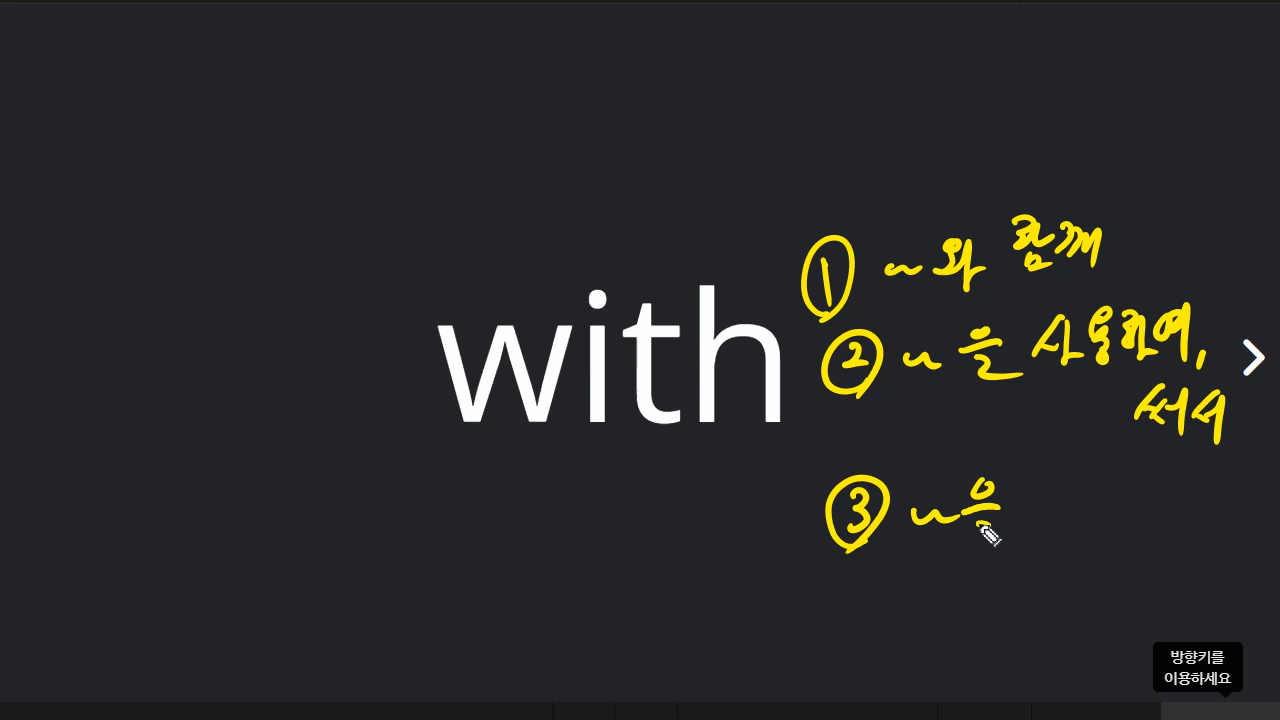 with
① ~와 함께
② ~을 사용하여,
써서
③ ~으
방향키를
이용하세요